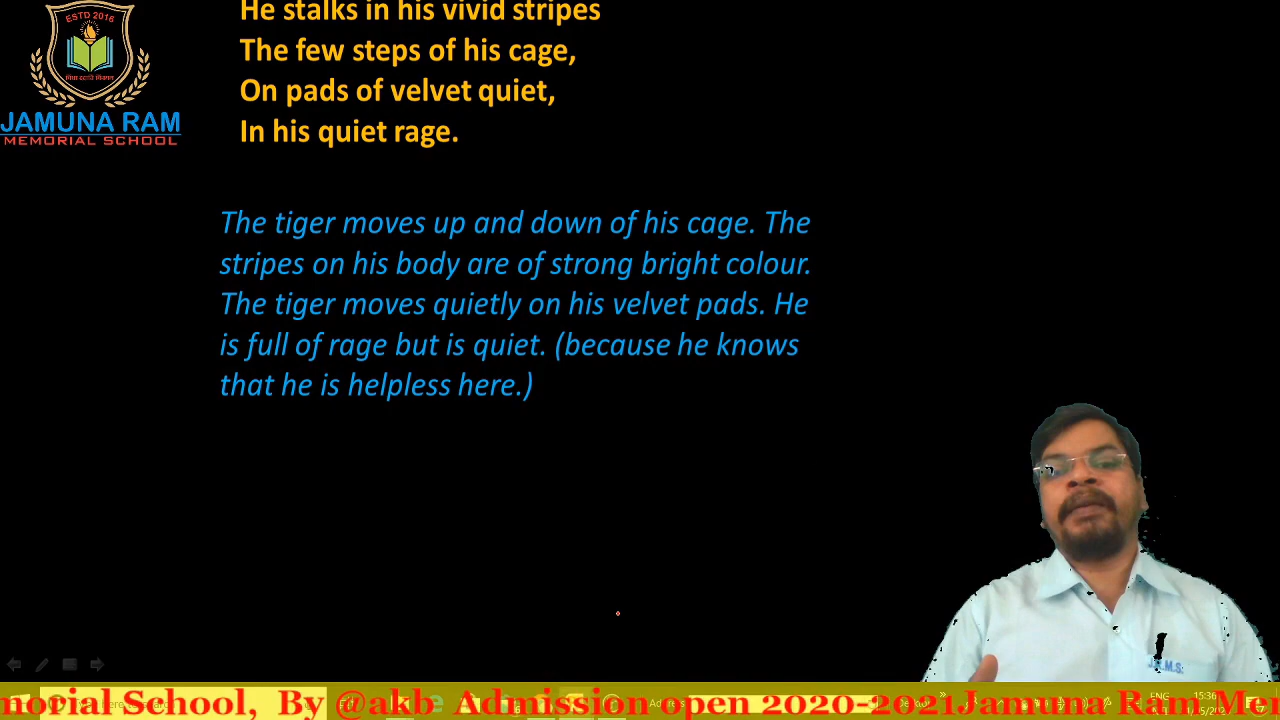 ESTD 2016
JAMUNA RAM
MEMORIAL SCHOOL
He stalks in his vivid stripes
The few steps of his cage,
On pads of velvet quiet,
In his quiet rage.
The tiger moves up and down of his cage. The
stripes on his body are of strong bright colour.
The tiger moves quietly on his velvet pads. He
is full of rage but is quiet. (because he knows
that he is helpless here.)
J.R.M.S:
morial School, By @akb Admission open 2020-2021Jamuna Ram Me
ENG
15:36